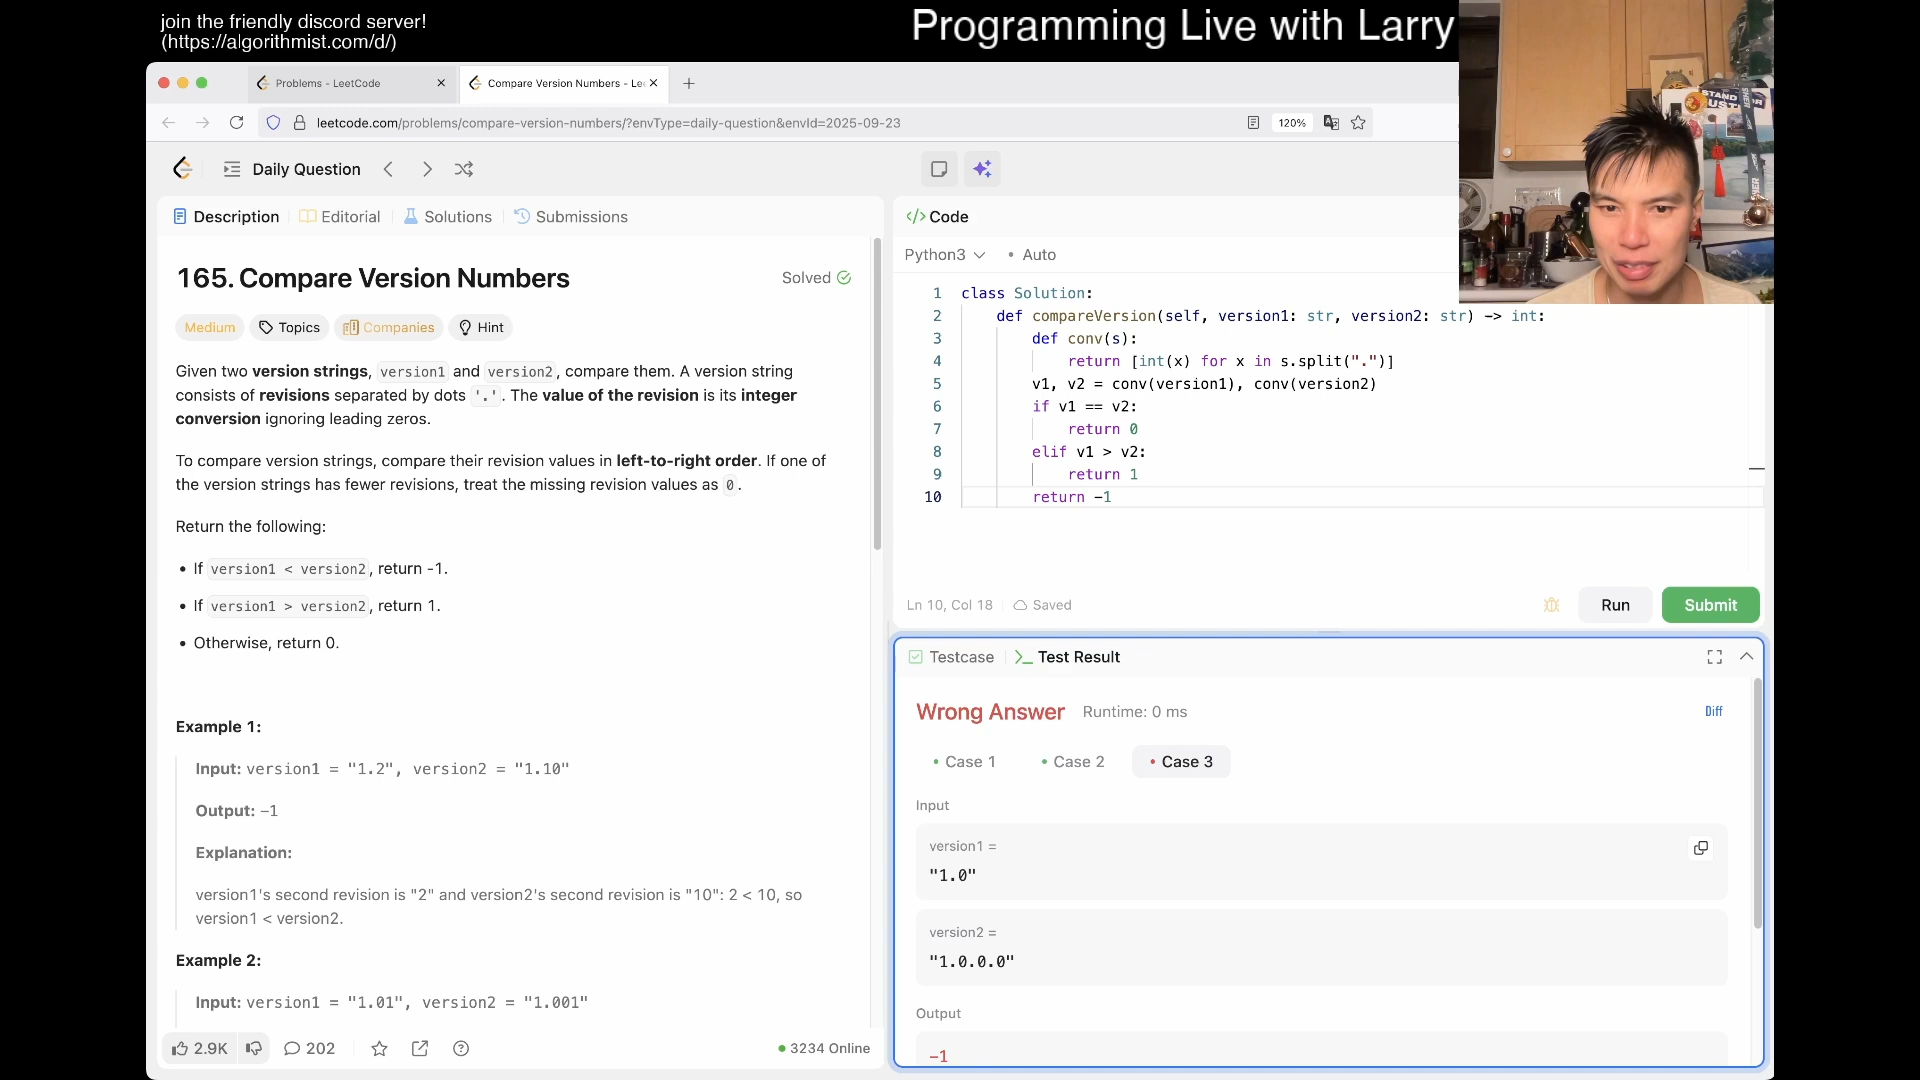 join the friendly discord server!
(https://algorithmist.com/d/)
Programming Live with Larry
Problems - LeetCode
Compare Version Numbers - Le
leetcode.com/problems/compare-version-numbers/?envType=daily-question&envId=2025-09-23
120%
Daily Question
Description
Editorial
Solutions
Submissions
165. Compare Version Numbers
Solved
Medium
Topics
Companies
Hint
Given two version strings, version1 and version2, compare them. A version string
consists of revisions separated by dots '.'. The value of the revision is its integer
conversion ignoring leading zeros.
To compare version strings, compare their revision values in left-to-right order. If one of
the version strings has fewer revisions, treat the missing revision values as 0.
Return the following:
• If version1 < version2, return -1.
• If version1 > version2, return 1.
• Otherwise, return 0.
Example 1:
Input: version1 = "1.2", version2 = "1.10"
Output: -1
Explanation:
version1's second revision is "2" and version2's second revision is "10": 2 < 10, so
version1 < version2.
Example 2:
Input: version1 = "1.01", version2 = "1.001"
2.9K
202
3234 Online
</> Code
Python3
• Auto
1 class Solution:
2 def compareVersion(self, version1: str, version2: str) -> int:
3 def conv(s):
4 return [int(x) for x in s.split(".")]
5 v1, v2 = conv(version1), conv(version2)
6 if v1 == v2:
7 return 0
8 elif v1 > v2:
9 return 1
10 return -1
Ln 10, Col 18
Saved
Run
Submit
Testcase
Test Result
Wrong Answer
Runtime: 0 ms
Diff
• Case 1
• Case 2
• Case 3
Input
version1 =
"1.0"
version2 =
"1.0.0.0"
Output
-1
STAND